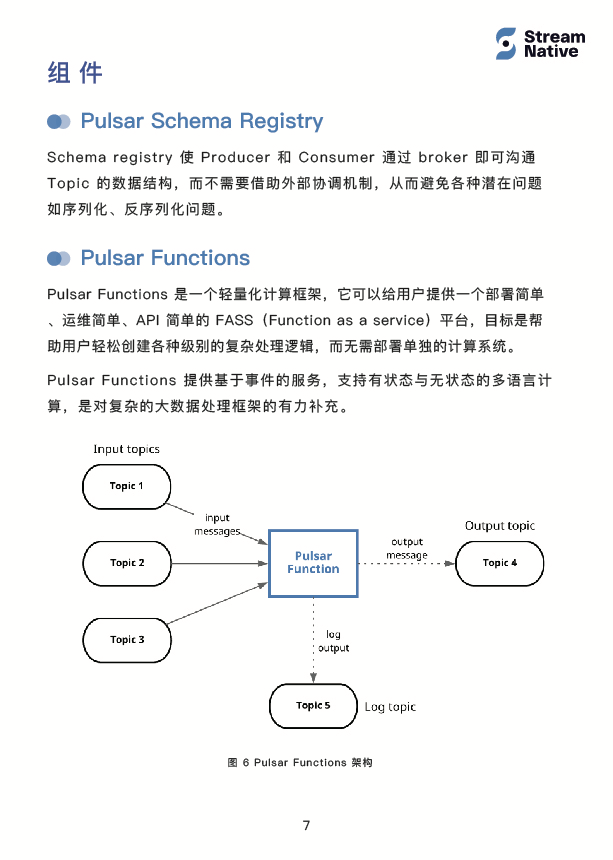 Stream
Native
组件
Pulsar Schema Registry
Schema registry 使 Producer 和 Consumer 通过 broker 即可沟通
Topic 的数据结构，而不需要借助外部协调机制，从而避免各种潜在问题
如序列化、反序列化问题。
Pulsar Functions
Pulsar Functions 是一个轻量化计算框架，它可以给用户提供一个部署简单
、运维简单、API 简单的 FASS（Function as a service）平台，目标是帮
助用户轻松创建各种级别的复杂处理逻辑，而无需部署单独的计算系统。
Pulsar Functions 提供基于事件的服务，支持有状态与无状态的多语言计
算，是对复杂的大数据处理框架的有力补充。
Input topics
Topic 1
input
messages
Topic 2
Pulsar
Function
output
message
Output topic
Topic 4
Topic 3
log
output
Topic 5
Log topic
图 6 Pulsar Functions 架构
7